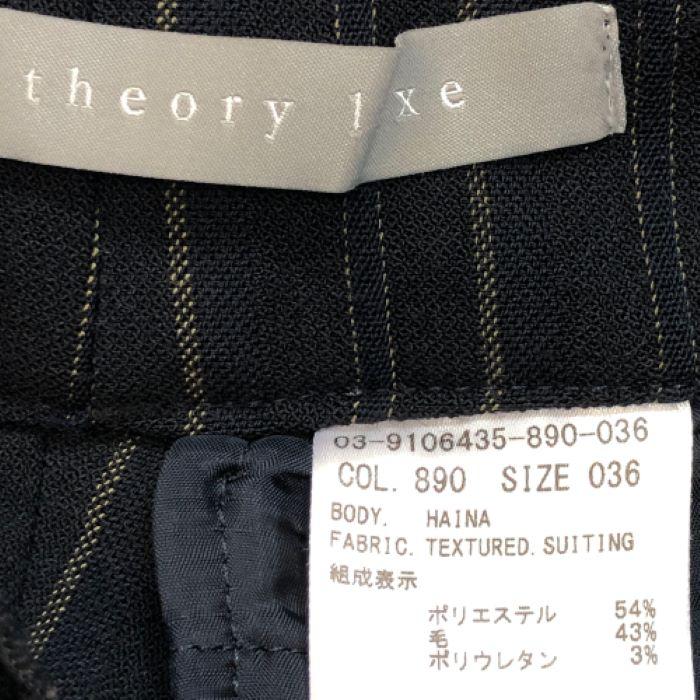 theory lxe
03-9106435-890-036
COL. 890 SIZE 036
BODY. HAINA
FABRIC. TEXTURED. SUITING
組成表示
ポリエステル 54%
毛 43%
ポリウレタン 3%